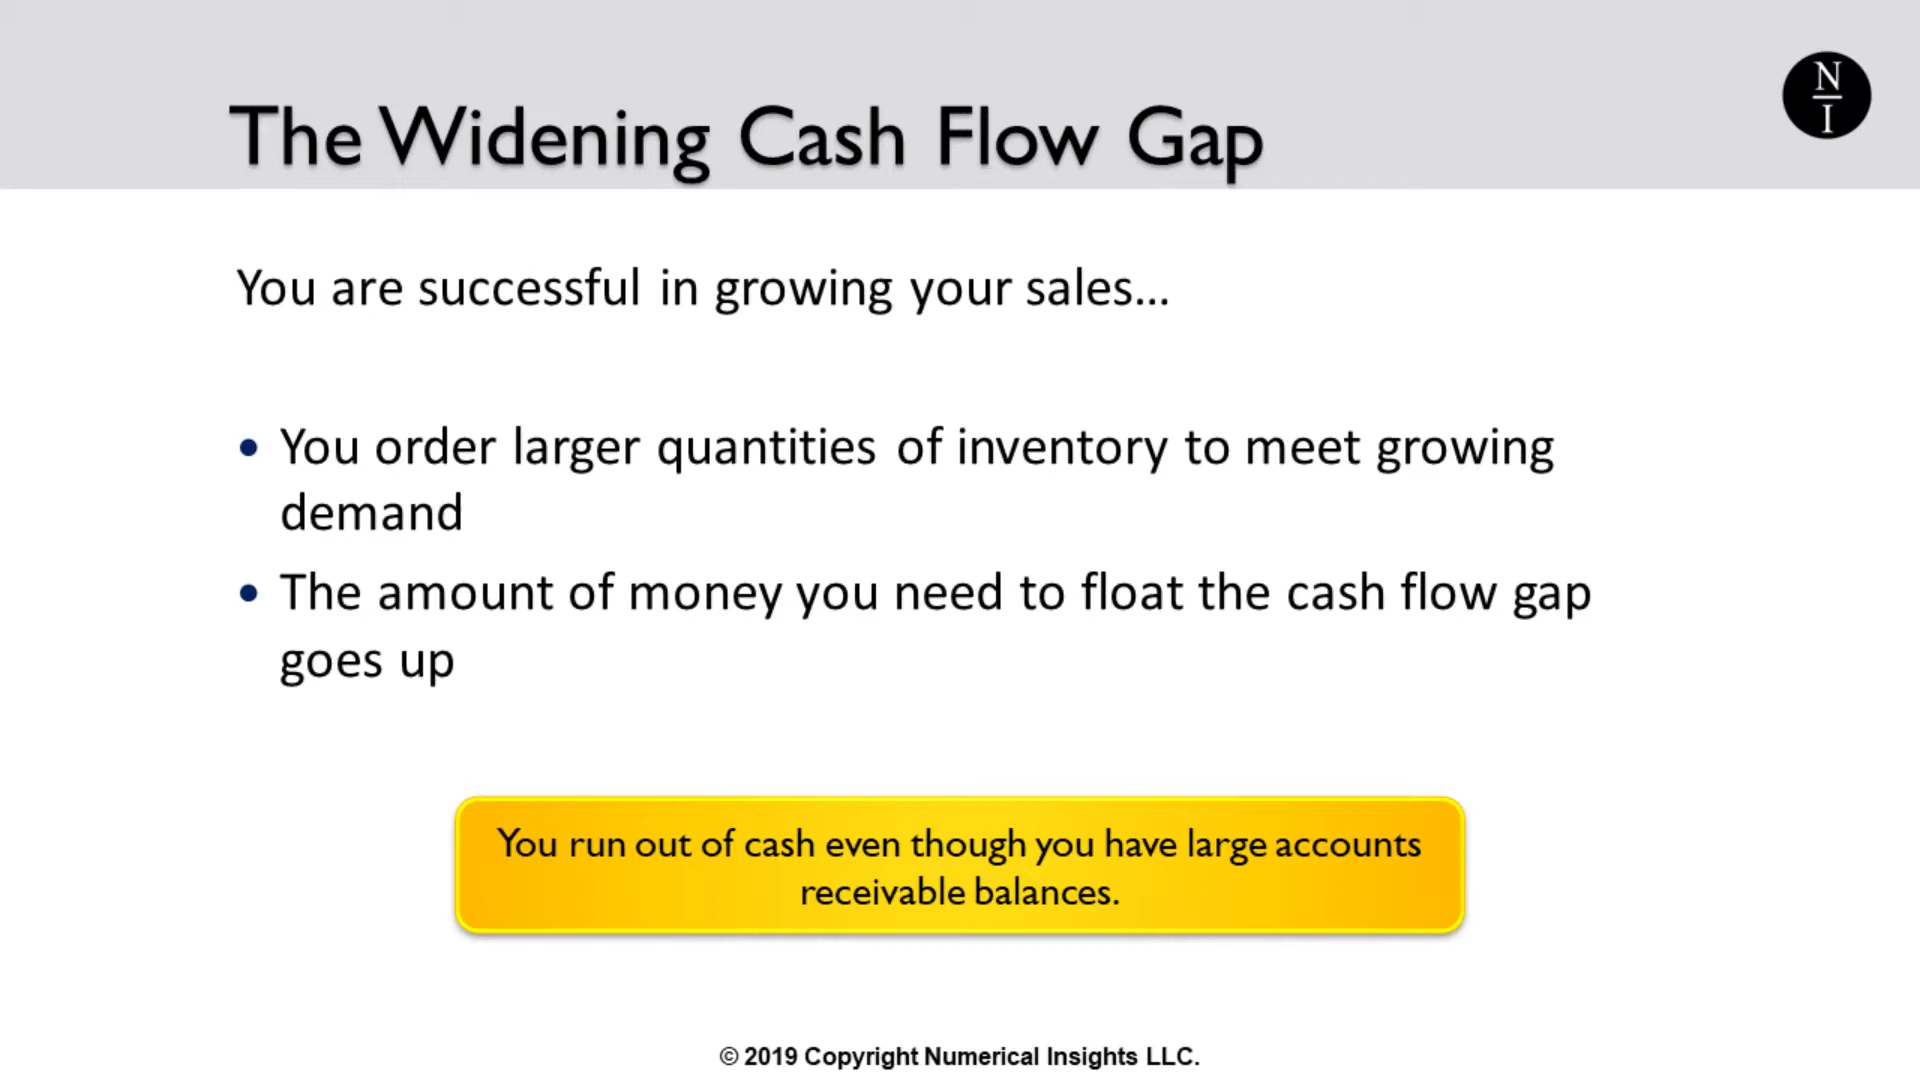 The Widening Cash Flow Gap
N
I
You are successful in growing your sales...
• You order larger quantities of inventory to meet growing
demand
• The amount of money you need to float the cash flow gap
goes up
You run out of cash even though you have large accounts
receivable balances.
© 2019 Copyright Numerical Insights LLC.